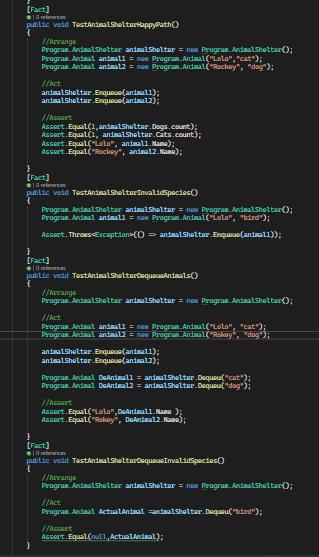 }
[Fact]
| 0 references
public void TestAnimalShelterHappyPath()
{
//Arrange
Program.AnimalShelter animalShelter = new Program.AnimalShelter();
Program.Animal animal1 = new Program.Animal("Lolo","cat");
Program.Animal animal2 = new Program.Animal("Rockey", "dog");
//Act
animalShelter.Enqueue(animal1);
animalShelter.Enqueue(animal2);
//Assert
Assert.Equal(1,animalShelter.Dogs.count);
Assert.Equal(1, animalShelter.Cats.count);
Assert.Equal("Lolo", animal1.Name);
Assert.Equal("Rockey", animal2.Name);
}
[Fact]
| 0 references
public void TestAnimalShelterInvalidSpecies()
{
Program.AnimalShelter animalShelter = new Program.AnimalShelter();
Program.Animal animal1 = new Program.Animal("Lolo", "bird");
Assert.Throws<Exception>(() => animalShelter.Enqueue(animal1));
}
[Fact]
| 0 references
public void TestAnimalShelterDequeueAnimals()
{
//Arrange
Program.AnimalShelter animalShelter = new Program.AnimalShelter();
//Act
Program.Animal animal1 = new Program.Animal("Lolo", "cat");
Program.Animal animal2 = new Program.Animal("Rokey", "dog");
animalShelter.Enqueue(animal1);
animalShelter.Enqueue(animal2);
Program.Animal DeAnimal1 = animalShelter.Dequeu("cat");
Program.Animal DeAnimal2 = animalShelter.Dequeu("dog");
//Assert
Assert.Equal("Lolo",DeAnimal1.Name );
Assert.Equal("Rokey", DeAnimal2.Name);
}
[Fact]
| 0 references
public void TestAnimalShelterDequeueInvalidSpecies()
{
//Arrange
Program.AnimalShelter animalShelter = new Program.AnimalShelter();
//Act
Program.Animal ActualAnimal =animalShelter.Dequeu("bird");
//Assert
Assert.Equal(null,ActualAnimal);
}